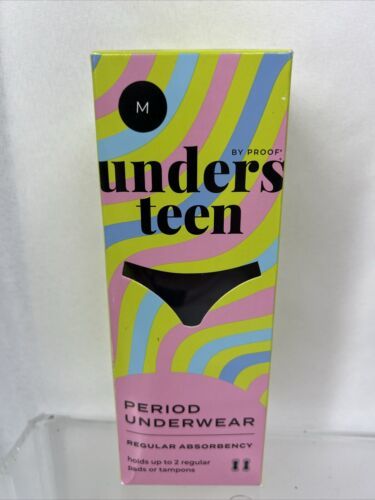 M
BY PROOF®
unders
teen
PERIOD
UNDERWEAR
REGULAR ABSORBENCY
holds up to 2 regular
pads or tampons